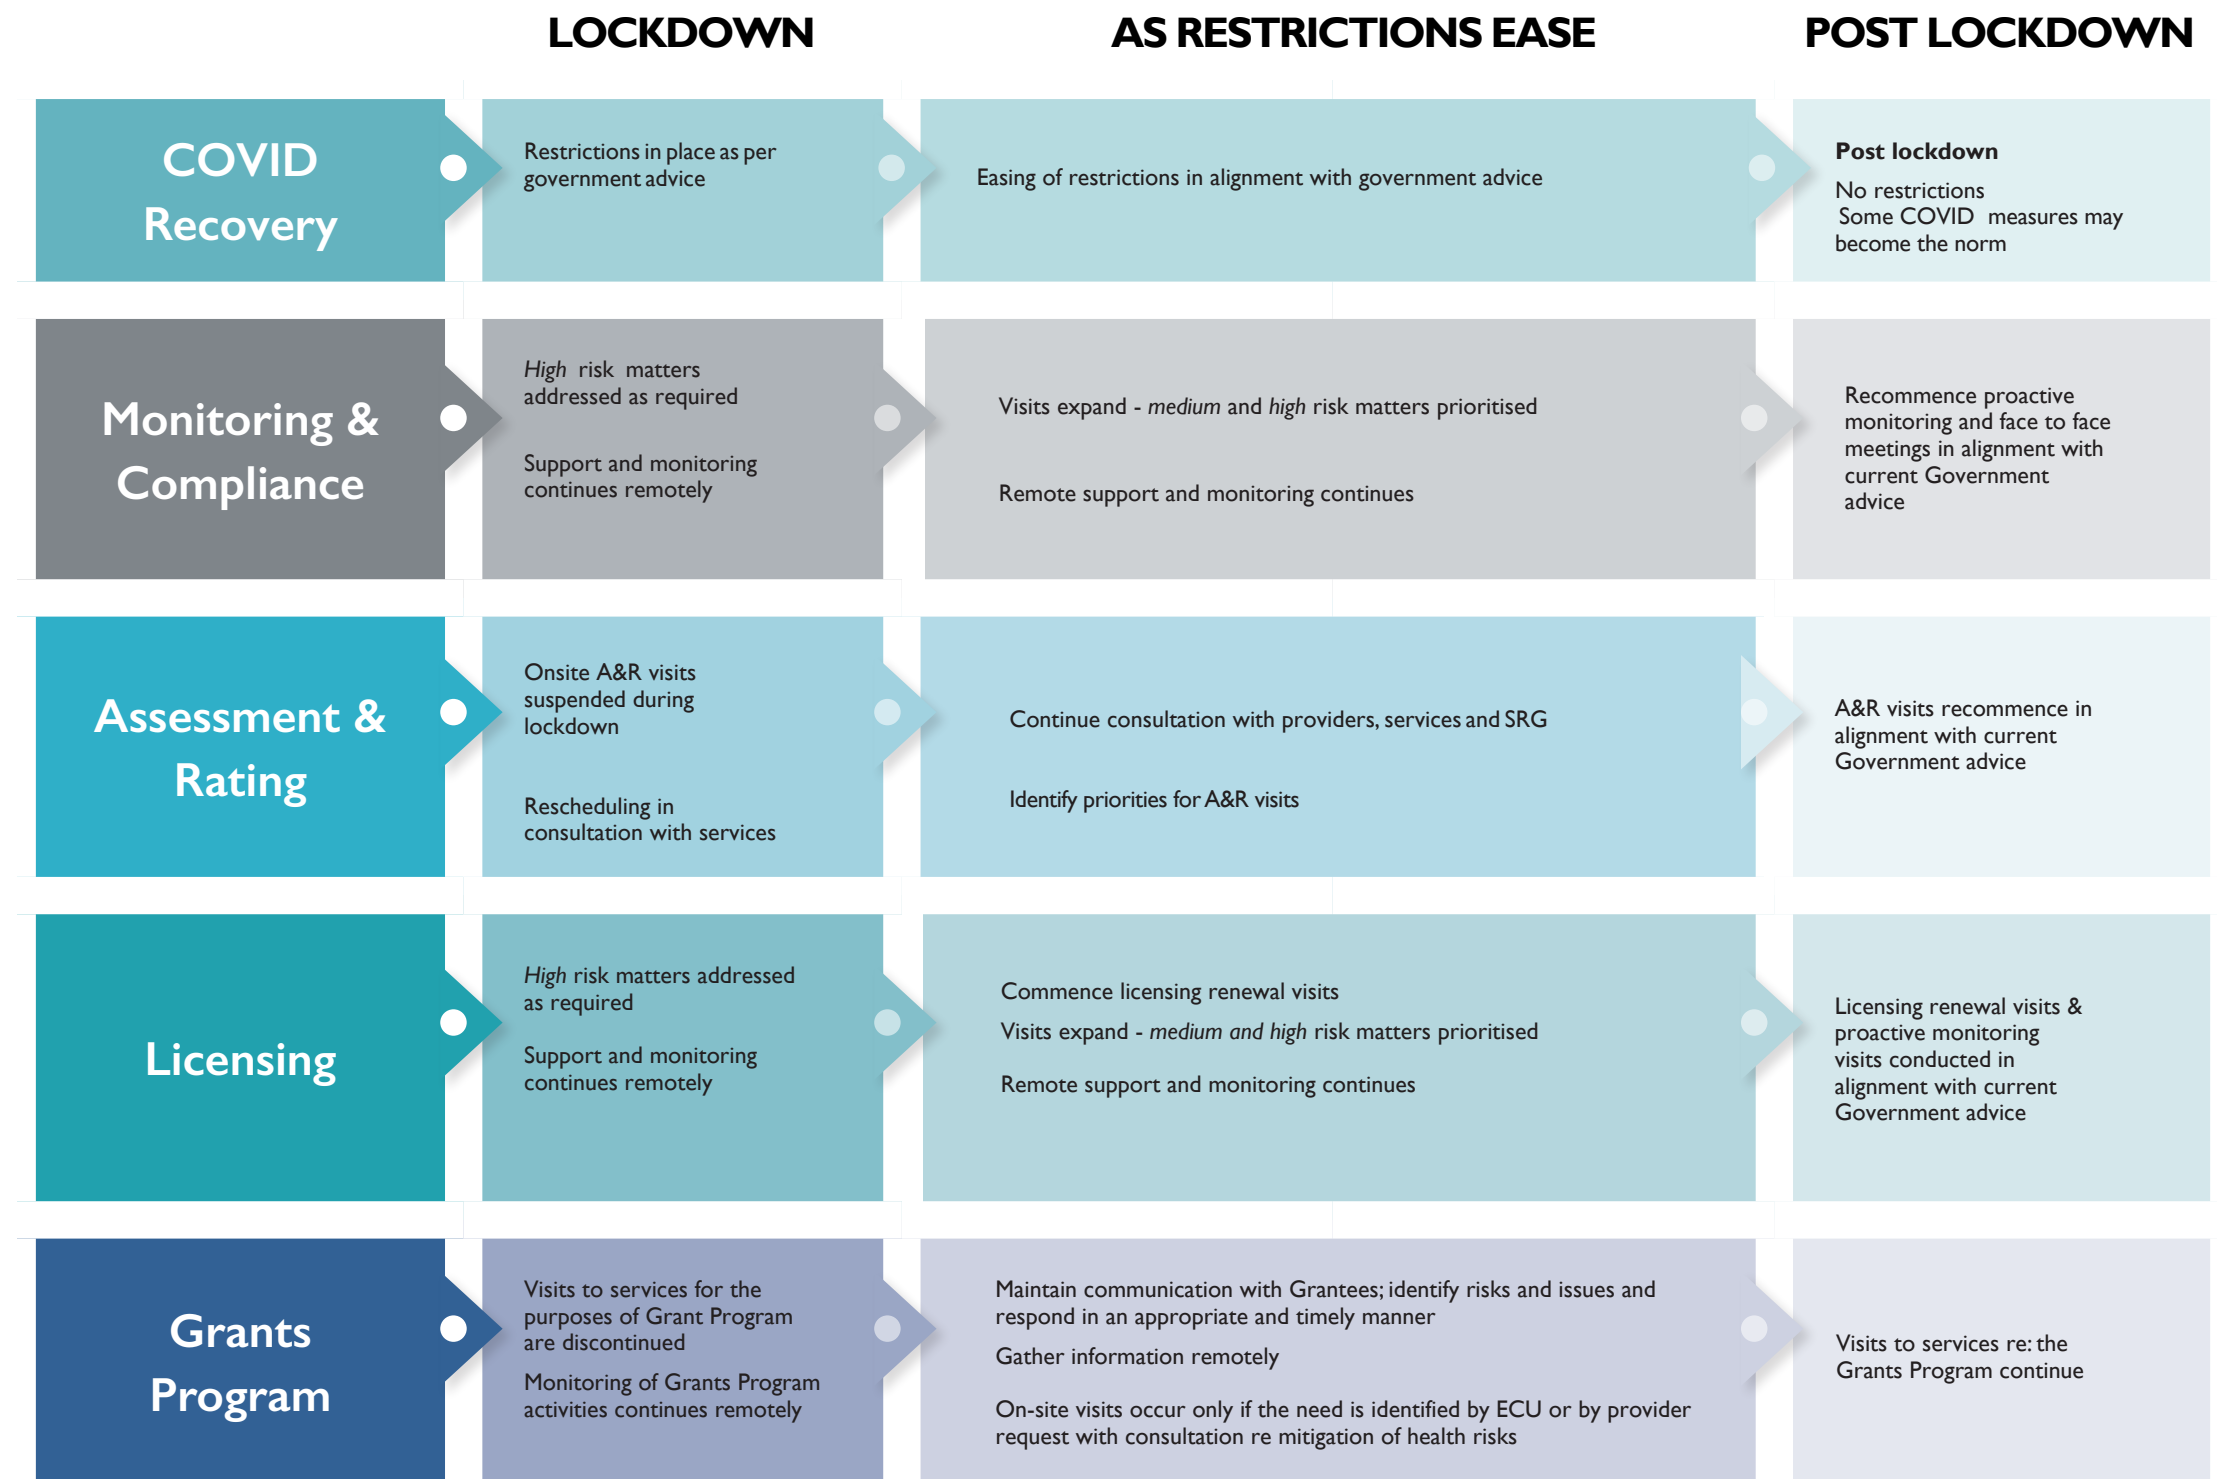 LOCKDOWN
AS RESTRICTIONS EASE
POST LOCKDOWN
COVID
Recovery
Restrictions in place as per
government advice
Easing of restrictions in alignment with government advice
Post lockdown
No restrictions
Some COVID measures may
become the norm
Monitoring &
Compliance
High risk matters
addressed as required
Support and monitoring
continues remotely
Visits expand - medium and high risk matters prioritised
Remote support and monitoring continues
Recommence proactive
monitoring and face to face
meetings in alignment with
current Government
advice
Assessment &
Rating
Onsite A&R visits
suspended during
lockdown
Rescheduling in
consultation with services
Continue consultation with providers, services and SRG
Identify priorities for A&R visits
A&R visits recommence in
alignment with current
Government advice
Licensing
High risk matters addressed
as required
Support and monitoring
continues remotely
Commence licensing renewal visits
Visits expand - medium and high risk matters prioritised
Remote support and monitoring continues
Licensing renewal visits &
proactive monitoring
visits conducted in
alignment with current
Government advice
Grants
Program
Visits to services for the
purposes of Grant Program
are discontinued
Monitoring of Grants Program
activities continues remotely
Maintain communication with Grantees; identify risks and issues and
respond in an appropriate and timely manner
Gather information remotely
On-site visits occur only if the need is identified by ECU or by provider
request with consultation re mitigation of health risks
Visits to services re: the
Grants Program continue